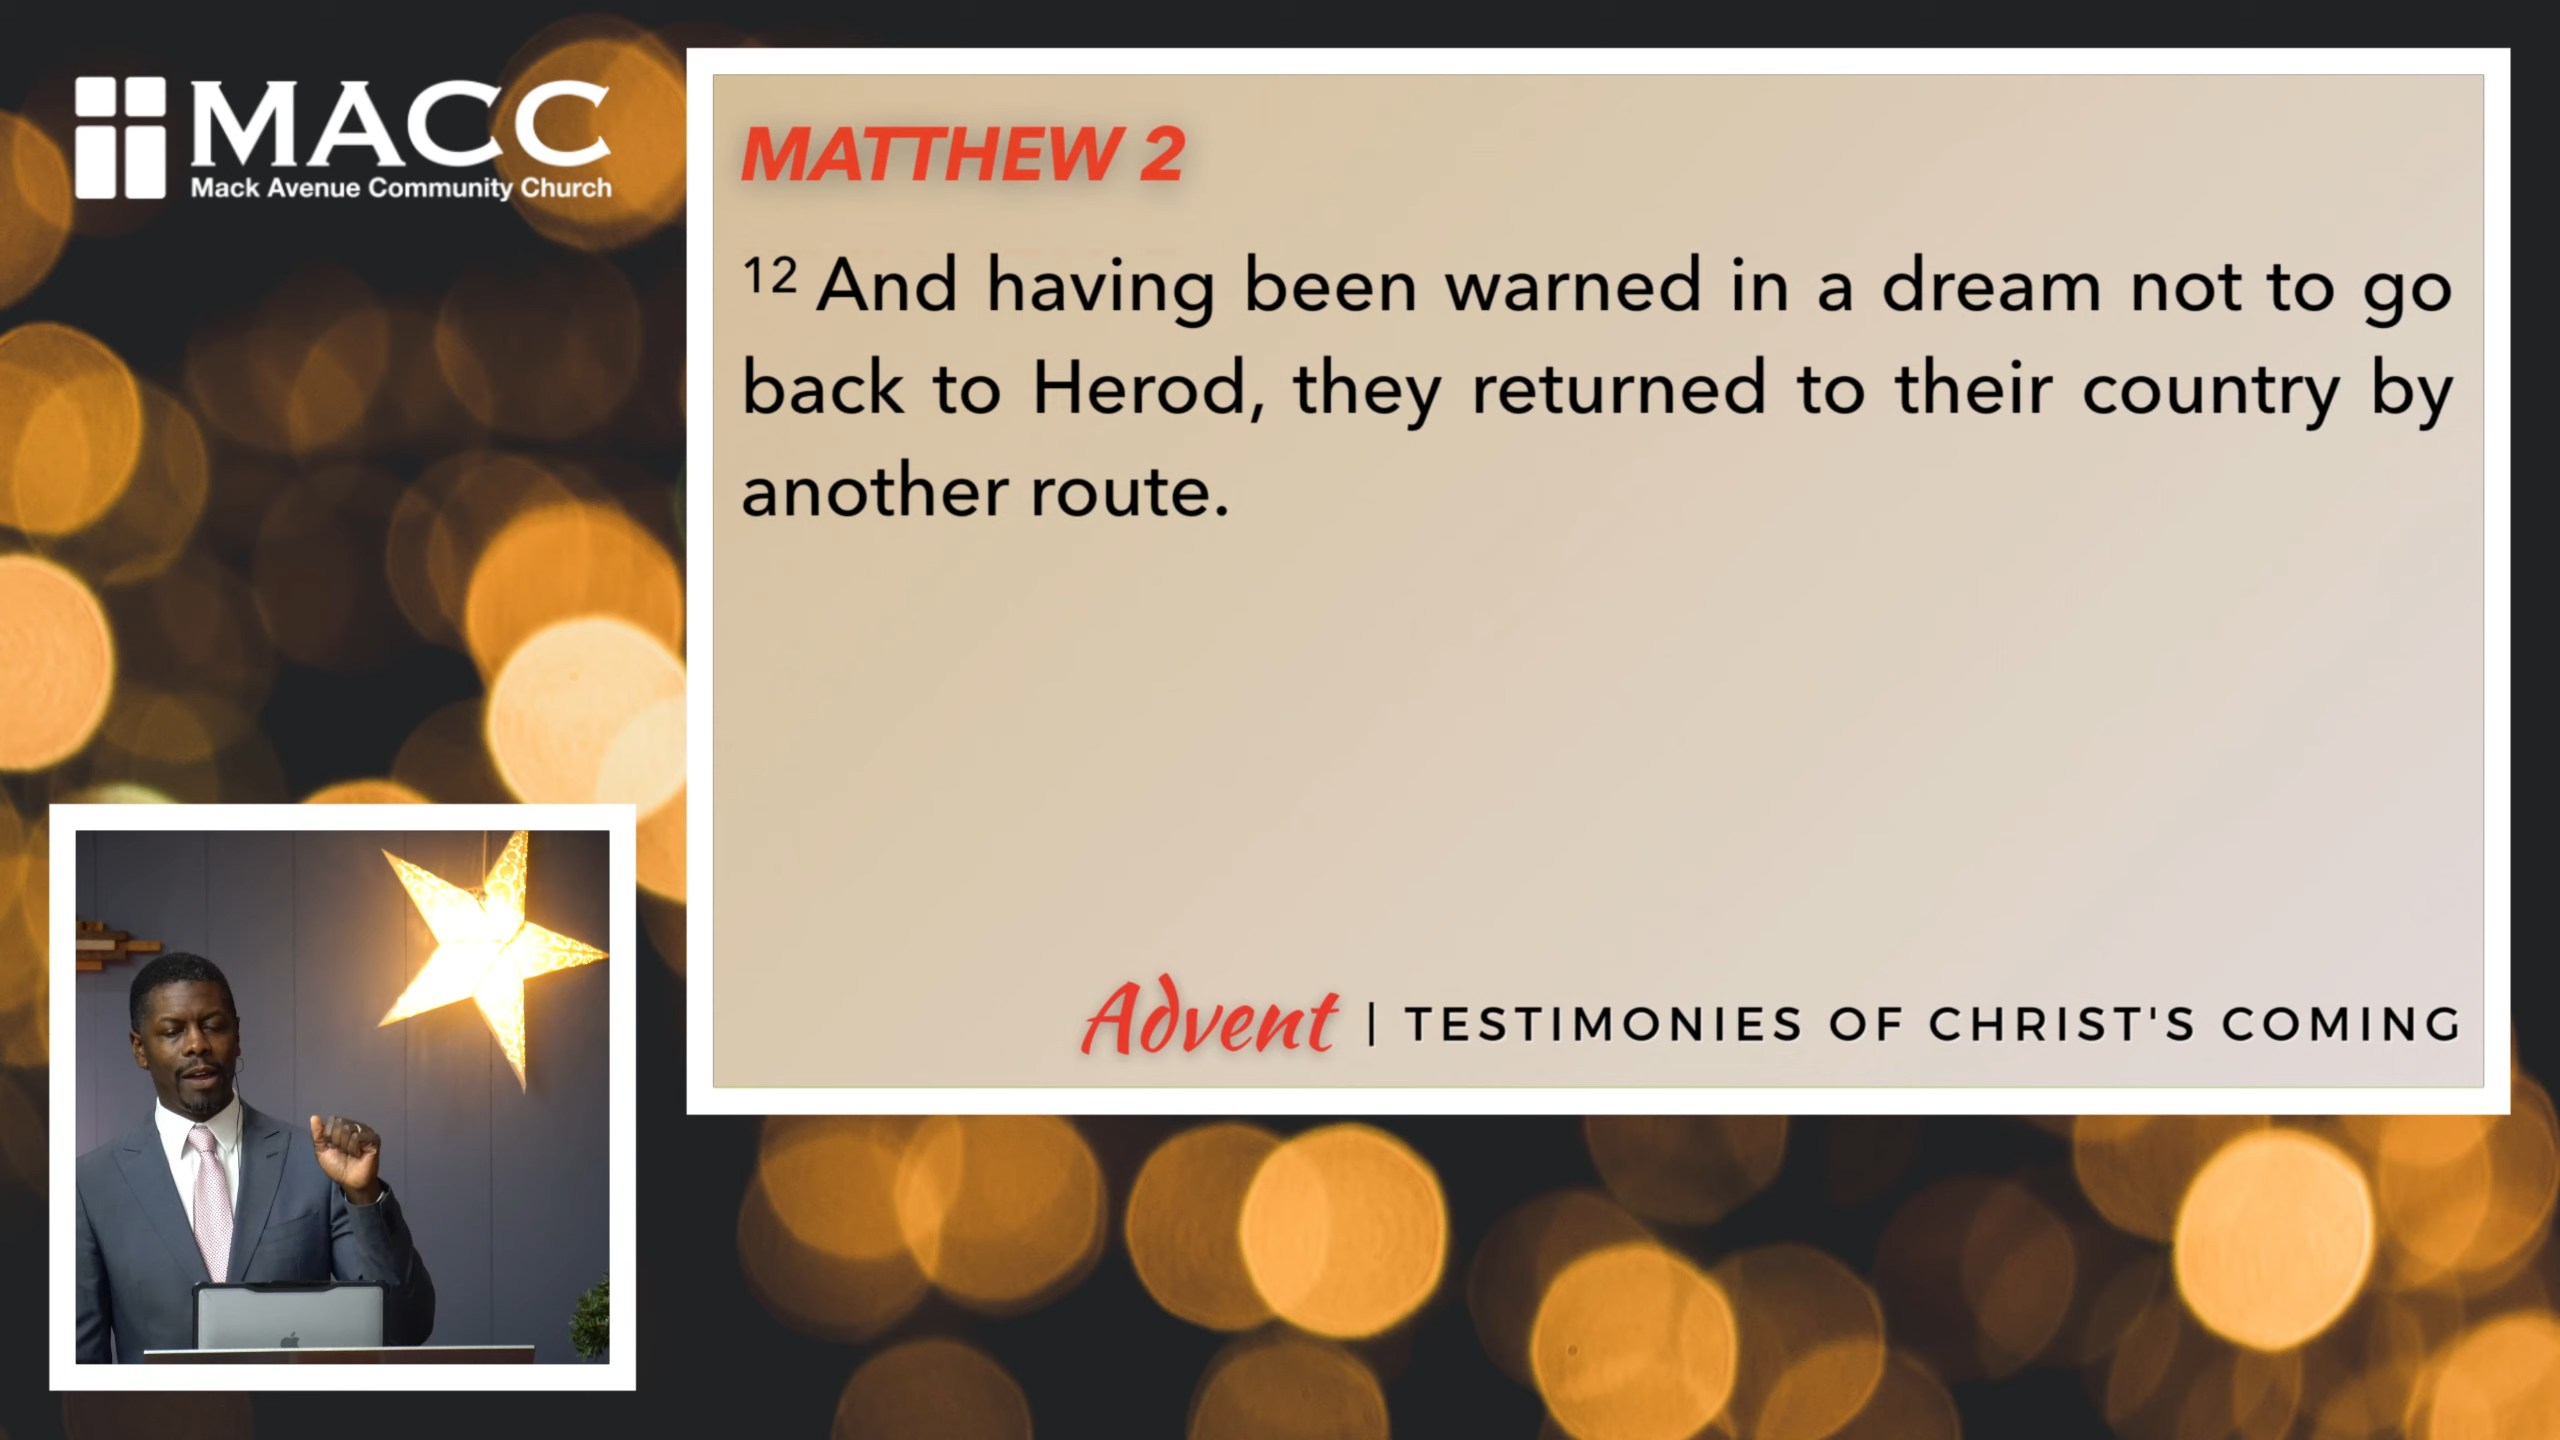 MACC
Mack Avenue Community Church
MATTHEW 2
12 And having been warned in a dream not to go
back to Herod, they returned to their country by
another route.
Advent | TESTIMONIES OF CHRIST'S COMING